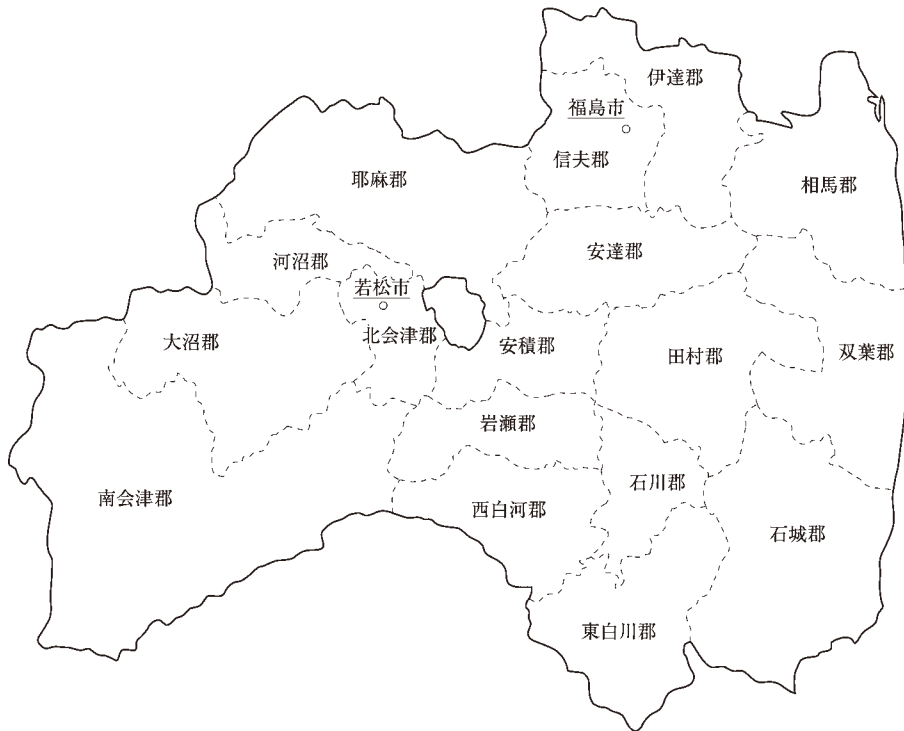 伊達郡
福島市
信夫郡
耶麻郡
相馬郡
河沼郡
安達郡
若松市
大沼郡
北会津郡
安積郡
田村郡
双葉郡
岩瀬郡
石川郡
南会津郡
西白河郡
石城郡
東白川郡